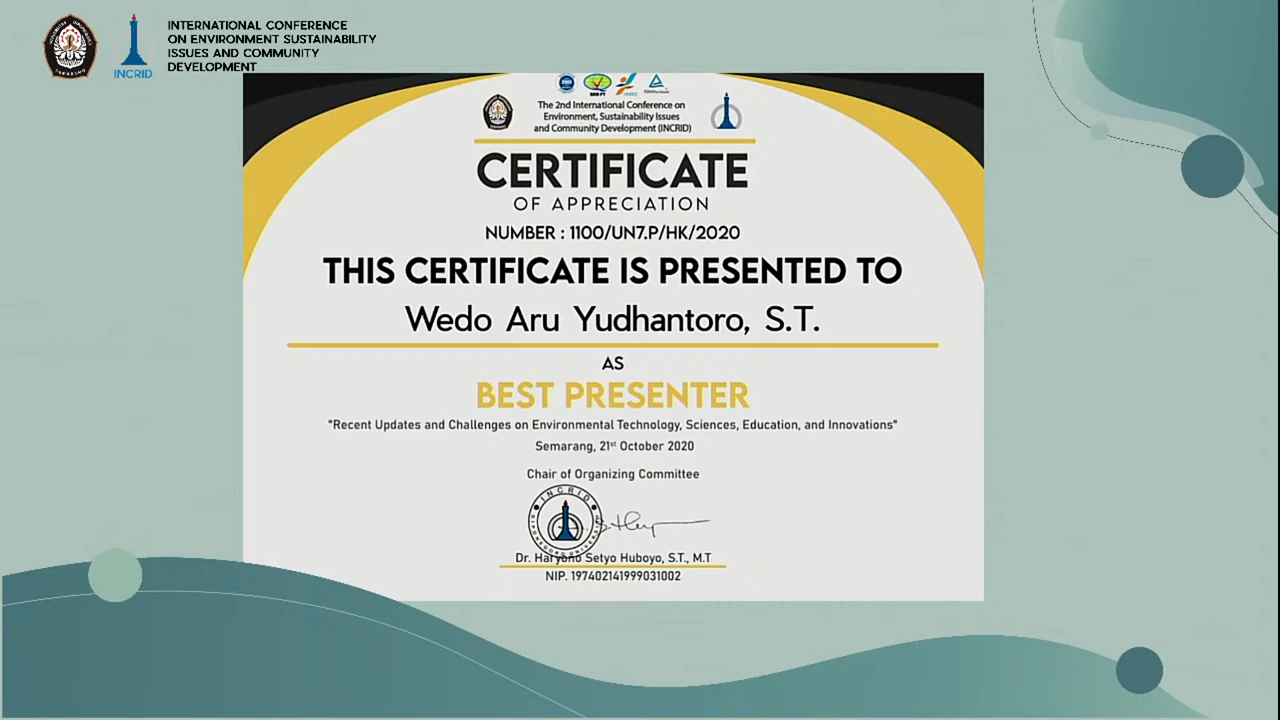 INTERNATIONAL CONFERENCE
ON ENVIRONMENT SUSTAINABILITY
ISSUES AND COMMUNITY
DEVELOPMENT
INCRID
The 2nd International Conference on
Environment, Sustainability Issues
and Community Development (INCRID)
CERTIFICATE
OF APPRECIATION
NUMBER : 1100/UN7.P/HK/2020
THIS CERTIFICATE IS PRESENTED TO
Wedo Aru Yudhantoro, S.T.
AS
BEST PRESENTER
"Recent Updates and Challenges on Environmental Technology, Sciences, Education, and Innovations"
Semarang, 21st October 2020
Chair of Organizing Committee
INCRID
Dr. Haryono Setyo Huboyo, S.T., M.T
NIP. 197402141999031002